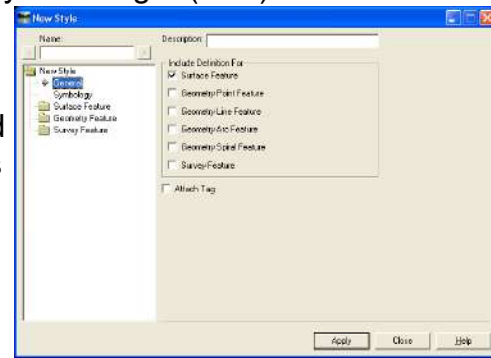 New Style
Name:
Description:
New Style
General
Symbology
Surface Feature
Geometry Feature
Survey Feature
Include Definition For
Surface Feature
Geometry Point Feature
Geometry Line Feature
Geometry Arc Feature
Geometry Spiral Feature
Survey Feature
Attach Tag
Apply
Close
Help